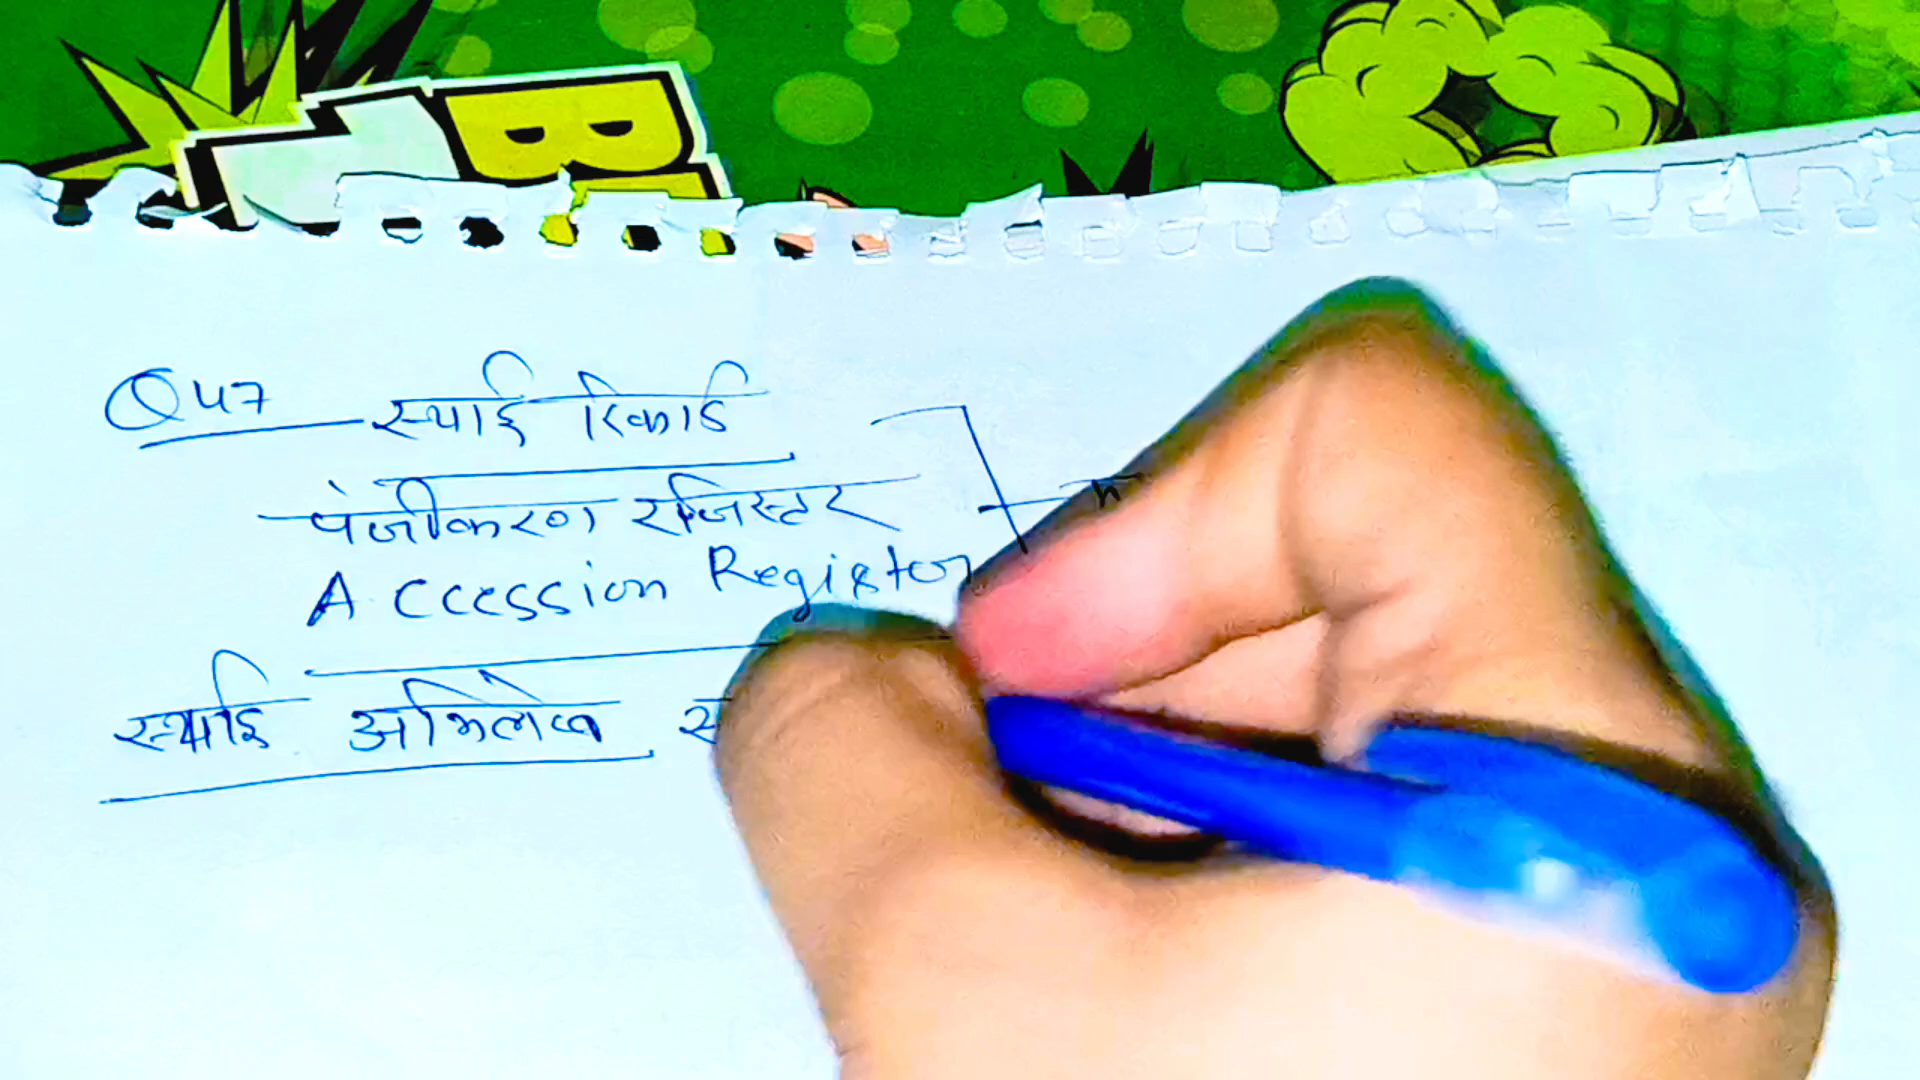 Q47 स्थाई रिकार्ड
पंजीकरण रजिस्टर
Accession Register
स्थाई अभिलेख